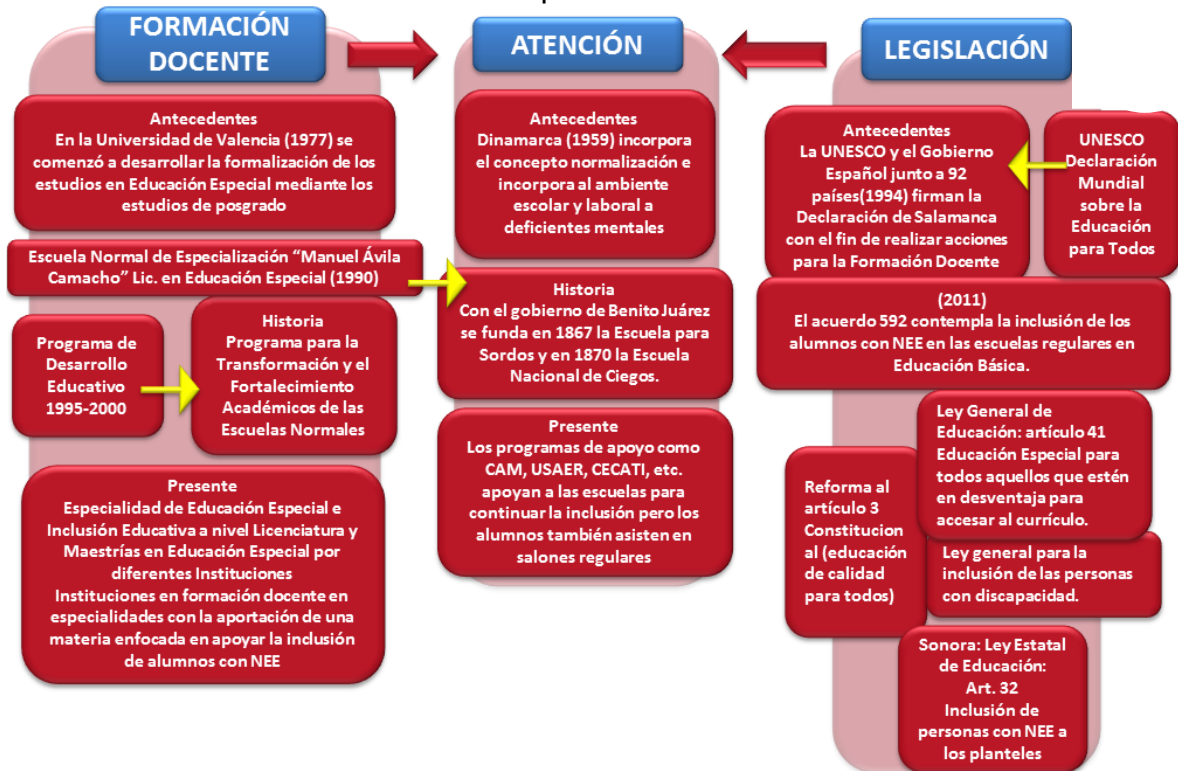 FORMACIÓN
DOCENTE
Antecedentes
En la Universidad de Valencia (1977) se
comenzó a desarrollar la formalización de los
estudios en Educación Especial mediante los
estudios de posgrado
Escuela Normal de Especialización “Manuel Ávila
Camacho” Lic. en Educación Especial (1990)
Programa de
Desarrollo
Educativo
1995-2000
Historia
Programa para la
Transformación y el
Fortalecimiento
Académicos de las
Escuelas Normales
Presente
Especialidad de Educación Especial e
Inclusión Educativa a nivel Licenciatura y
Maestrías en Educación Especial por
diferentes Instituciones
Instituciones en formación docente en
especialidades con la aportación de una
materia enfocada en apoyar la inclusión
de alumnos con NEE
ATENCIÓN
Antecedentes
Dinamarca (1959) incorpora
el concepto normalización e
incorpora al ambiente
escolar y laboral a
deficientes mentales
Historia
Con el gobierno de Benito Juárez
se funda en 1867 la Escuela para
Sordos y en 1870 la Escuela
Nacional de Ciegos.
Presente
Los programas de apoyo como
CAM, USAER, CECATI, etc.
apoyan a las escuelas para
continuar la inclusión pero los
alumnos también asisten en
salones regulares
LEGISLACIÓN
Antecedentes
La UNESCO y el Gobierno
Español junto a 92
países(1994) firman la
Declaración de Salamanca
con el fin de realizar acciones
para la Formación Docente
UNESCO
Declaración
Mundial
sobre la
Educación
para Todos
(2011)
El acuerdo 592 contempla la inclusión de los
alumnos con NEE en las escuelas regulares en
Educación Básica.
Ley General de
Educación: artículo 41
Educación Especial para
todos aquellos que estén
en desventaja para
accesar al currículo.
Reforma al
artículo 3
Constitucion
al (educación
de calidad
para todos)
Ley general para la
inclusión de las personas
con discapacidad.
Sonora: Ley Estatal
de Educación:
Art. 32
Inclusión de
personas con NEE a
los planteles